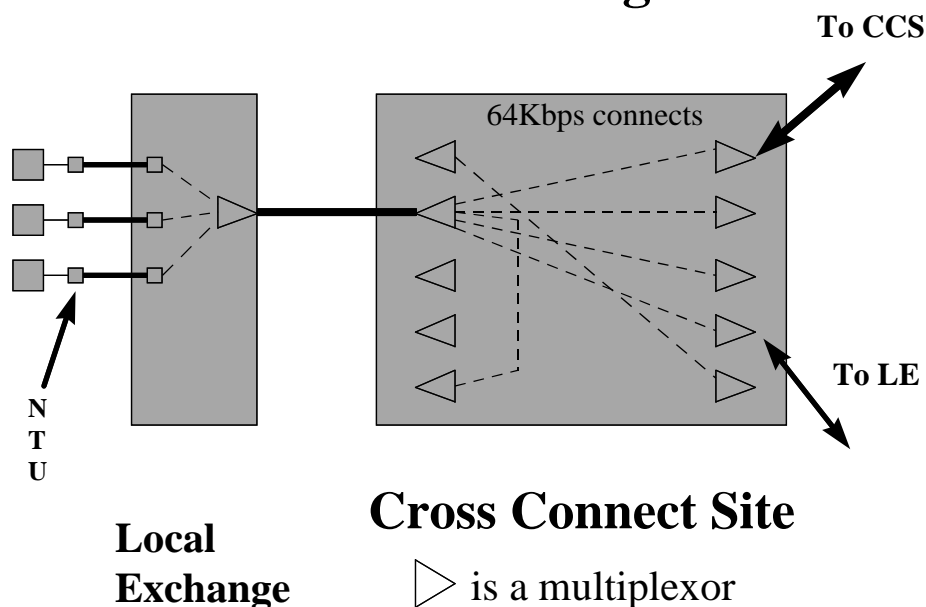 To CCS
64Kbps connects
To LE
N
T
U
Cross Connect Site
Local
Exchange
is a multiplexor